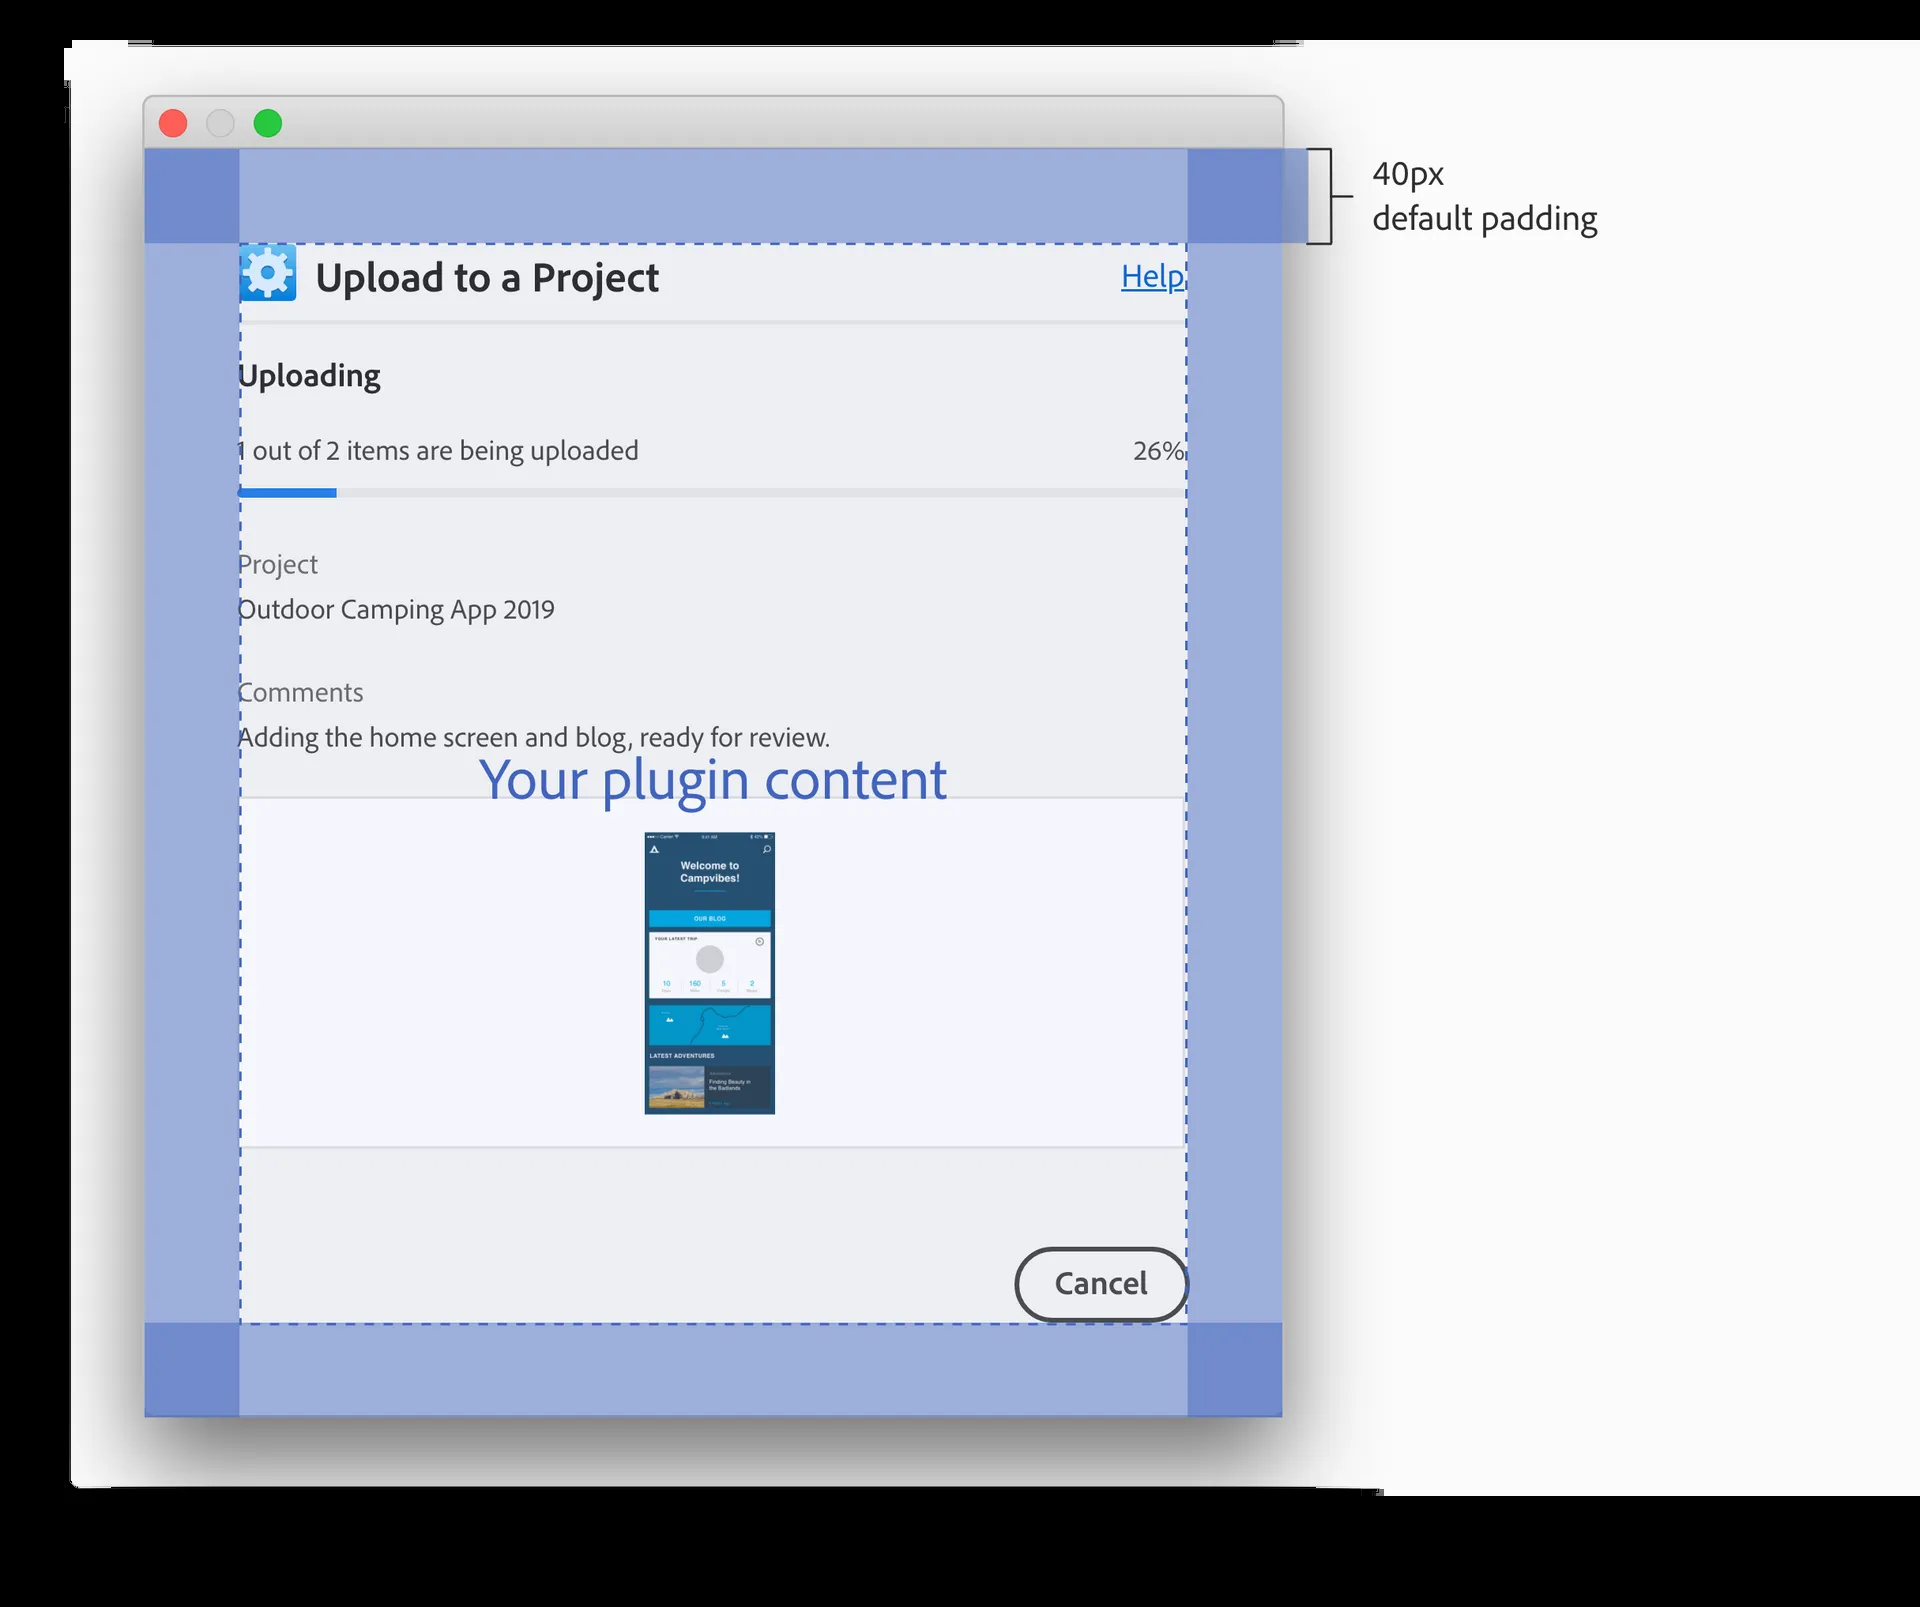 40px
default padding
Upload to a Project
Help
Uploading
1 out of 2 items are being uploaded
26%
Project
Outdoor Camping App 2019
Comments
Adding the home screen and blog, ready for review.
Your plugin content
Welcome to
Campvibes!
OUR BLOG
YOUR LATEST TRIP
10 160 5 2
LATEST ADVENTURES
Finding Beauty in
the Badlands
Cancel